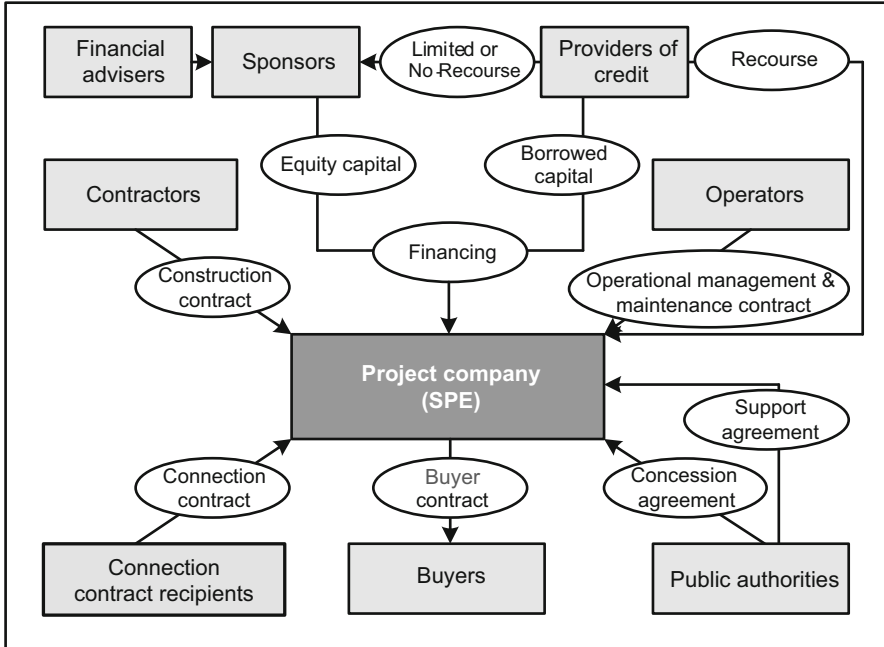 Financial
advisers
Sponsors
Limited or
No-Recourse
Providers of
credit
Recourse
Equity capital
Borrowed
capital
Contractors
Operators
Financing
Construction
contract
Operational management &
maintenance contract
Project company
(SPE)
Support
agreement
Connection
contract
Buyer
contract
Concession
agreement
Connection
contract recipients
Buyers
Public authorities